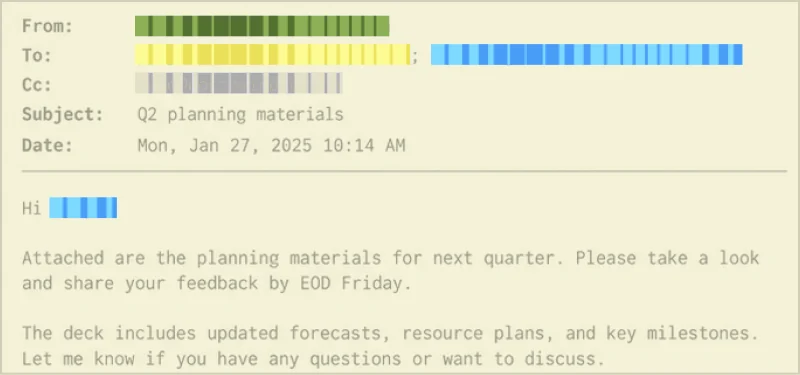 From:
To: ;
Cc:
Subject: Q2 planning materials
Date: Mon, Jan 27, 2025 10:14 AM
Hi
Attached are the planning materials for next quarter. Please take a look
and share your feedback by EOD Friday.
The deck includes updated forecasts, resource plans, and key milestones.
Let me know if you have any questions or want to discuss.